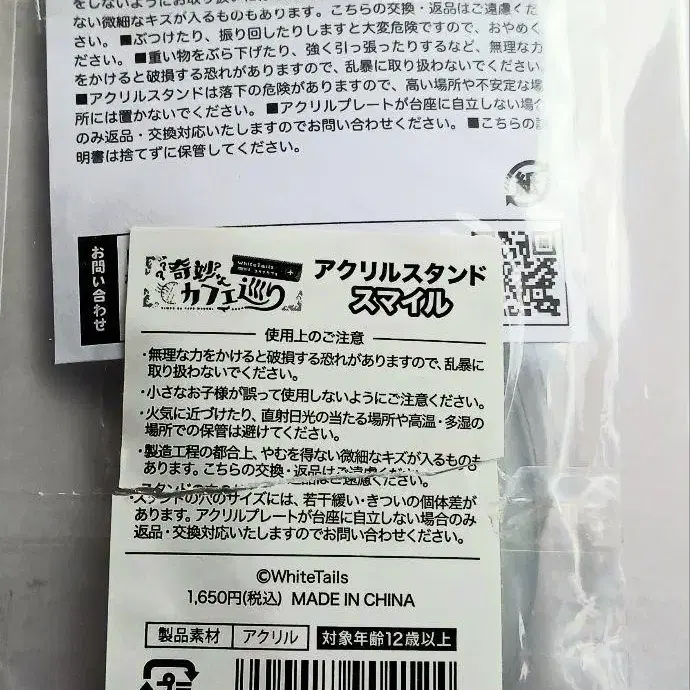 ない微細なキズが入るものもあります。こちらの交換・返品はご遠慮くだ
さい。■ぶつけたり、振り回したりしますと大変危険ですので、おやめく
ださい。■重い物をぶら下げたり、強く引っ張ったりするなど、無理な力
をかけると破損する恐れがありますので、乱暴に取り扱わないでください
■アクリルスタンドは落下の危険がありますので、高い場所や不安定な場
所には置かないでください。■アクリルプレートが台座に自立しない場合
のみ返品・交換対応いたしますのでお問い合わせください。■こちらの説
明書は捨てずに保管してください。
お問い合わせ
奇妙な
カフェ巡り
WhiteTails
アクリルスタンド
スマイル
使用上のご注意
・無理な力をかけると破損する恐れがありますので、乱暴に
取り扱わないでください。
・小さなお子様が誤って使用しないようにご注意ください。
・火気に近づけたり、直射日光の当たる場所や高温・多湿の
場所での保管は避けてください。
・製造工程の都合上、やむを得ない微細なキズが入るものも
あります。こちらの交換・返品はご遠慮ください。
・スタンドの穴のサイズには、若干緩い・きついの個体差が
あります。アクリルプレートが台座に自立しない場合のみ
返品・交換対応いたしますのでお問い合わせください。
©WhiteTails
1,650円(税込) MADE IN CHINA
製品素材 アクリル 対象年齢12歳以上
プラ